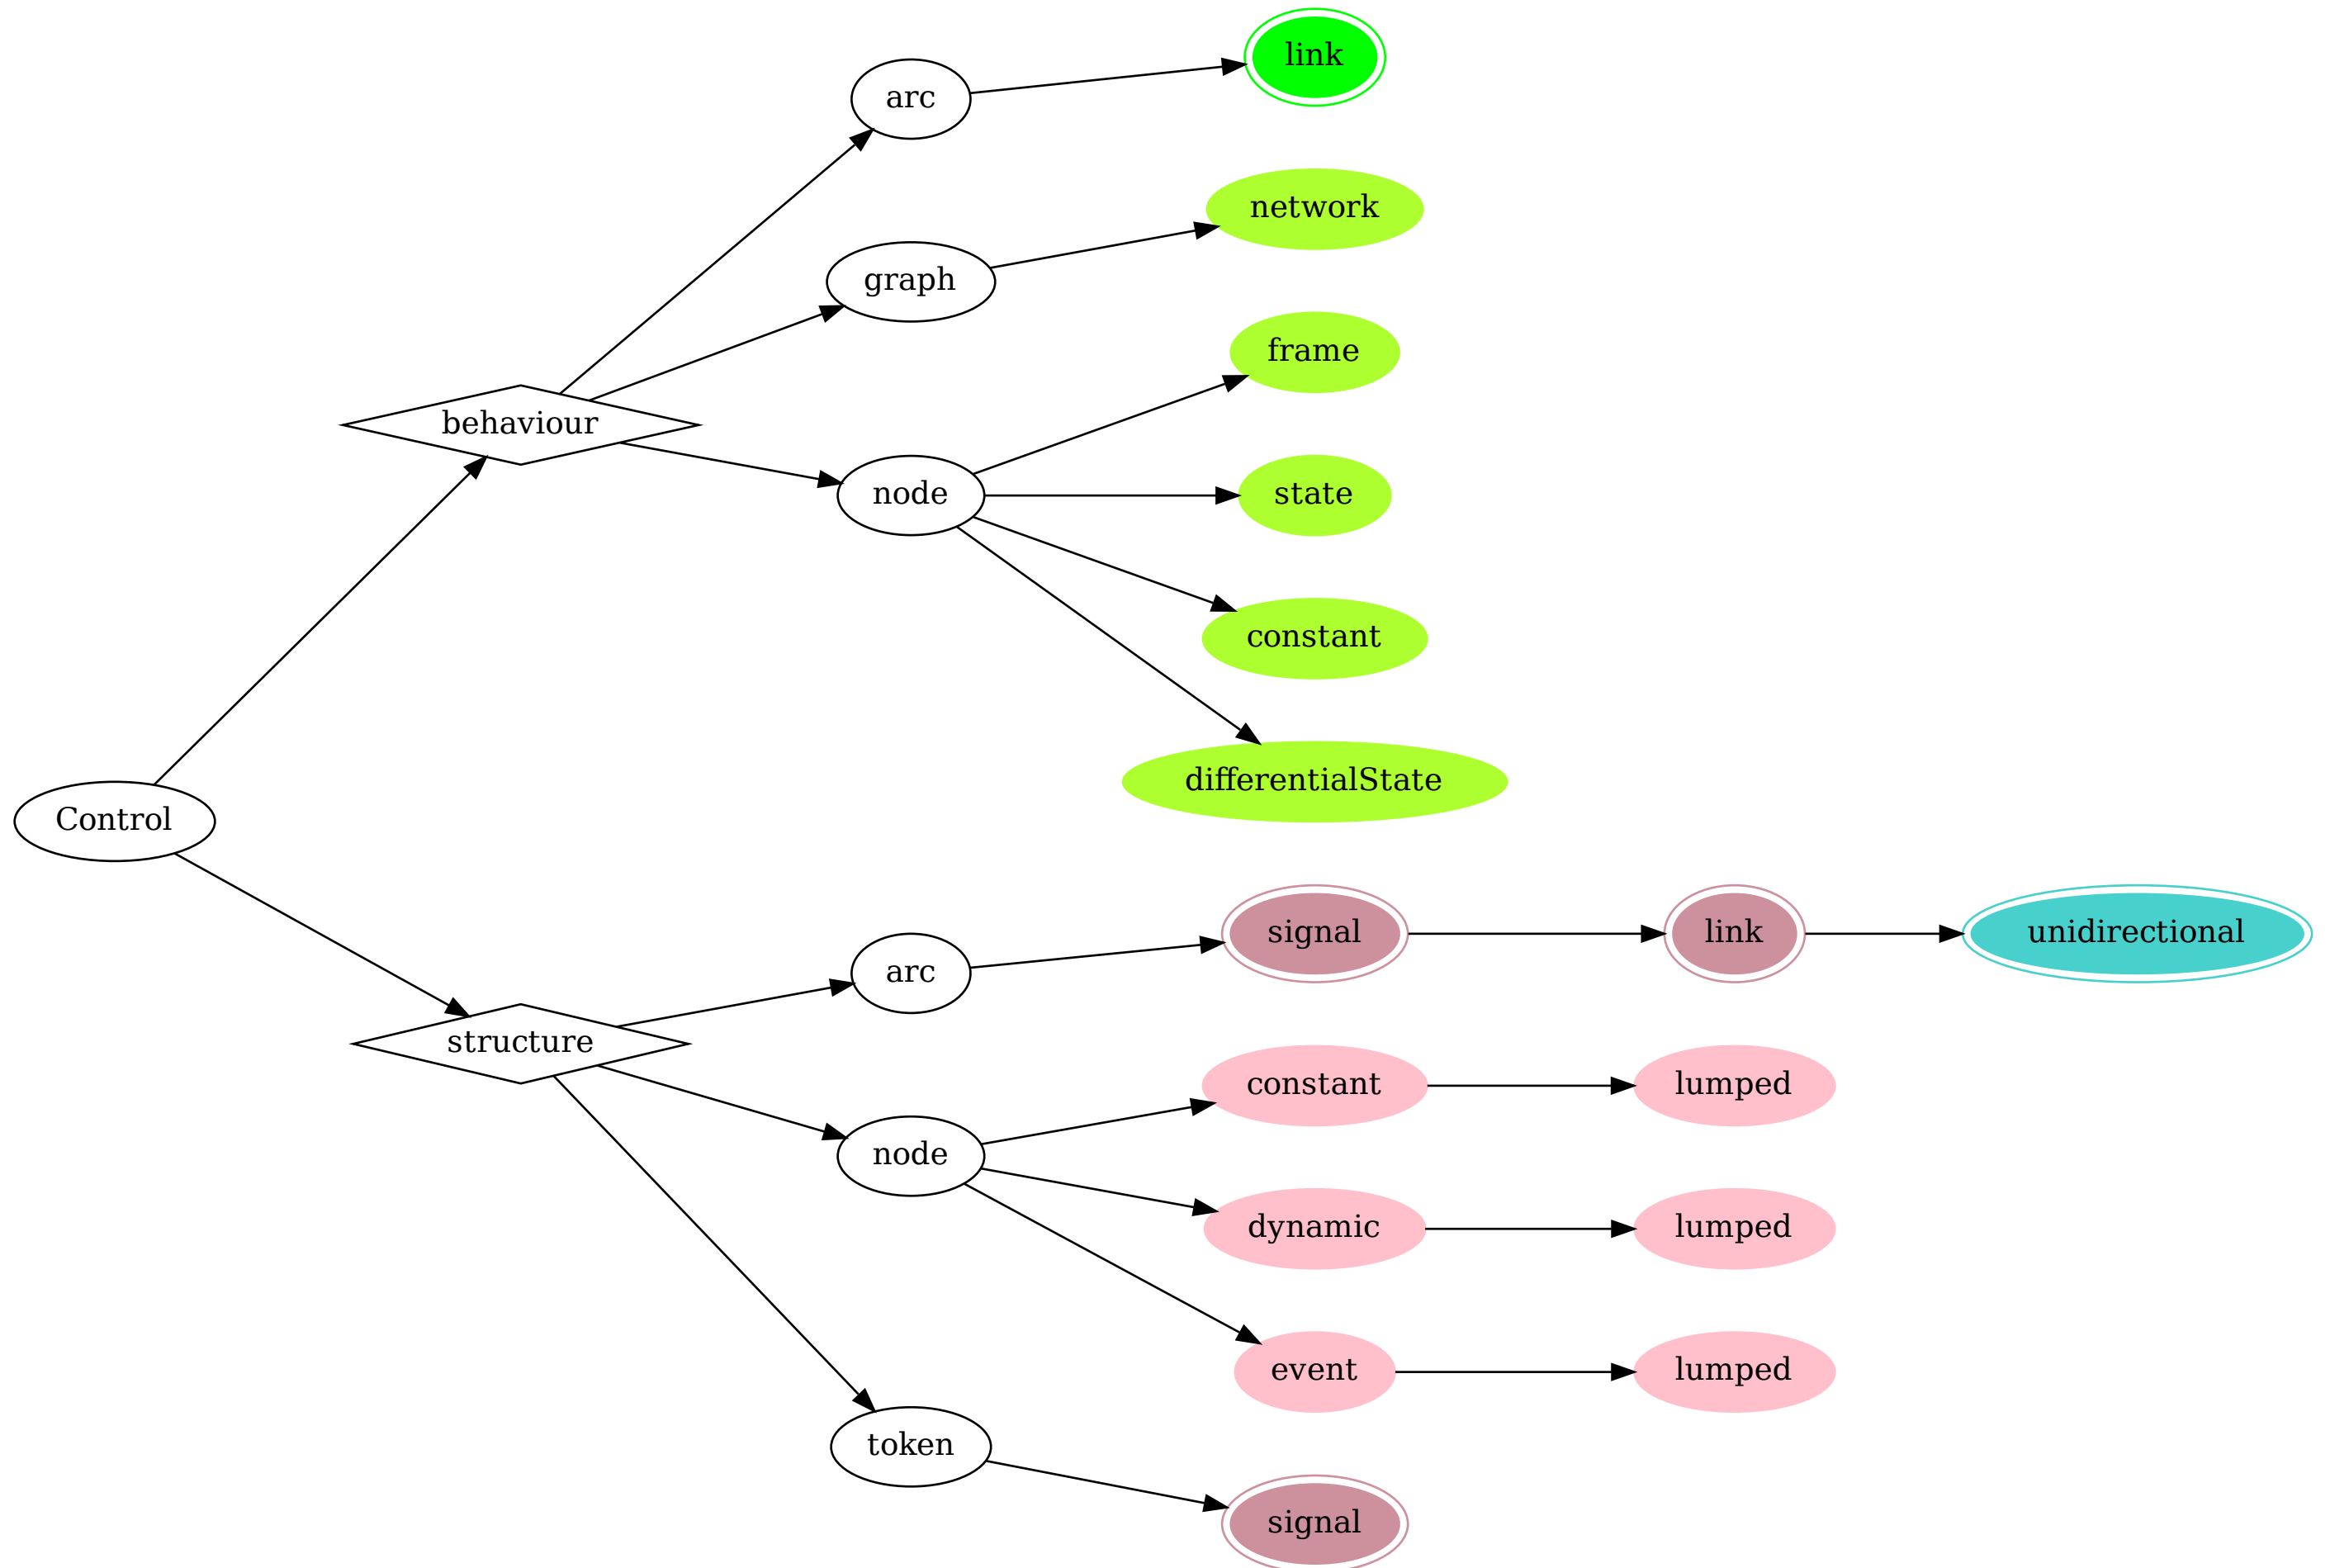 link
arc
network
graph
frame
behaviour
node
state
constant
differentialState
Control
signal
link
unidirectional
arc
structure
constant
lumped
node
dynamic
lumped
event
lumped
token
signal